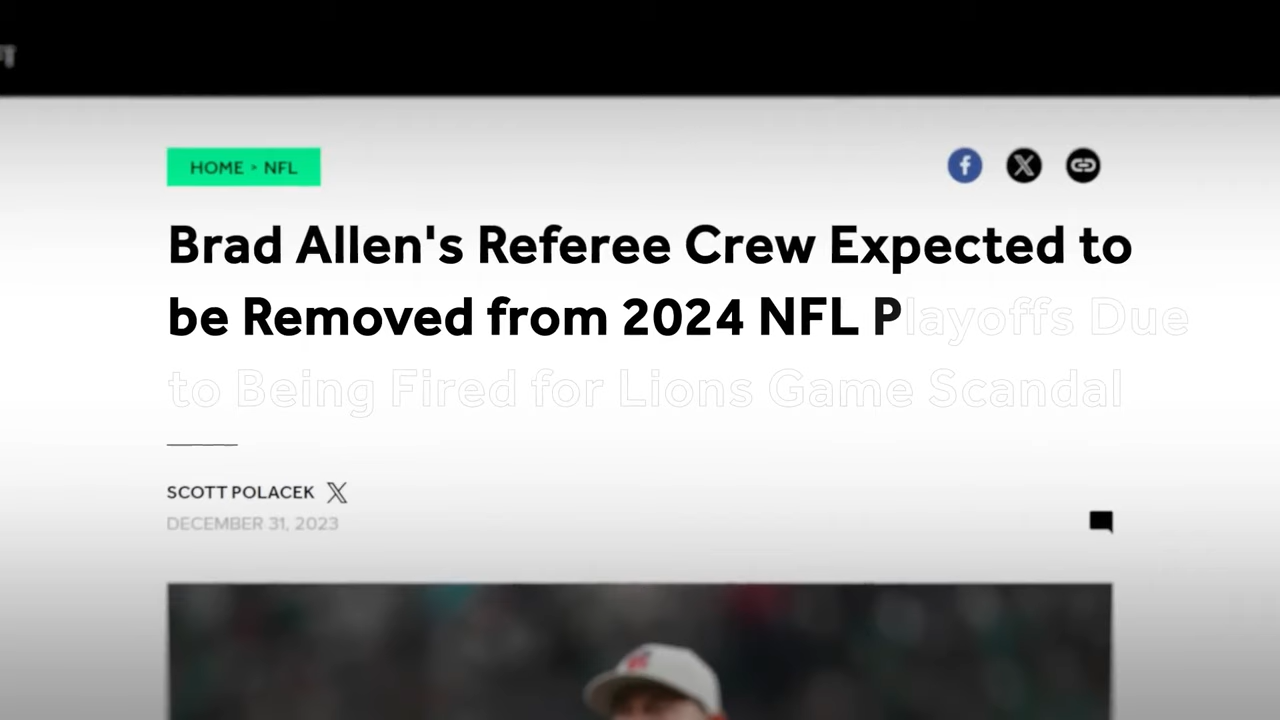 HOME > NFL
Brad Allen's Referee Crew Expected to
be Removed from 2024 NFL Playoffs Due
to Being Fired for Lions Game Scandal
SCOTT POLACEK
DECEMBER 31, 2023